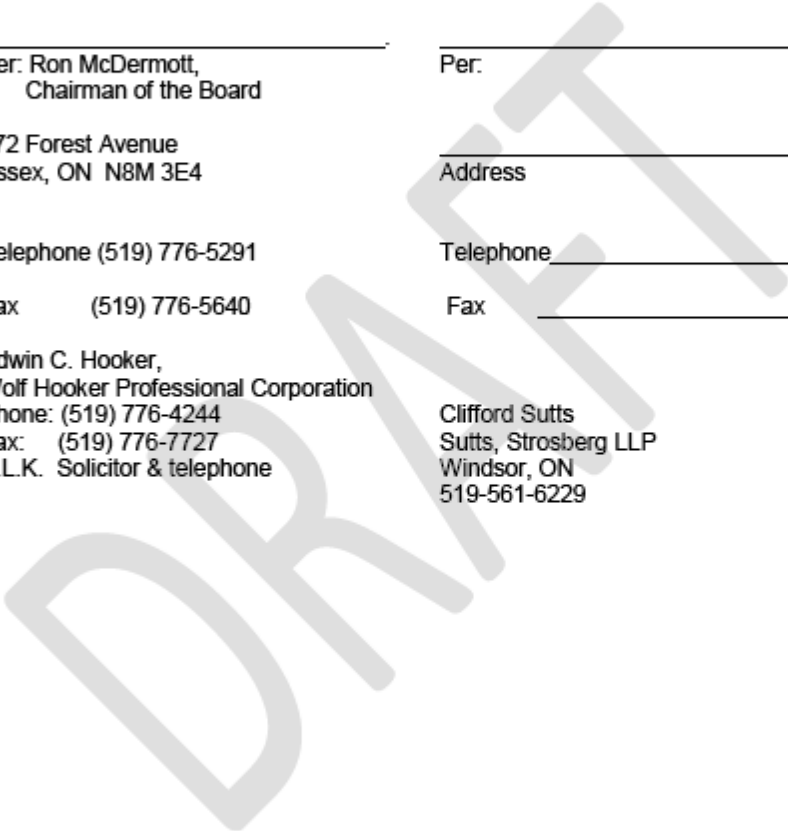 er: Ron McDermott,
Chairman of the Board
72 Forest Avenue
ssex, ON N8M 3E4
elephone (519) 776-5291
ax (519) 776-5640
dwin C. Hooker,
olf Hooker Professional Corporation
hone: (519) 776-4244
ax: (519) 776-7727
.L.K. Solicitor & telephone
Per:
Address
Telephone
Fax
Clifford Sutts
Sutts, Strosberg LLP
Windsor, ON
519-561-6229
DRAFT